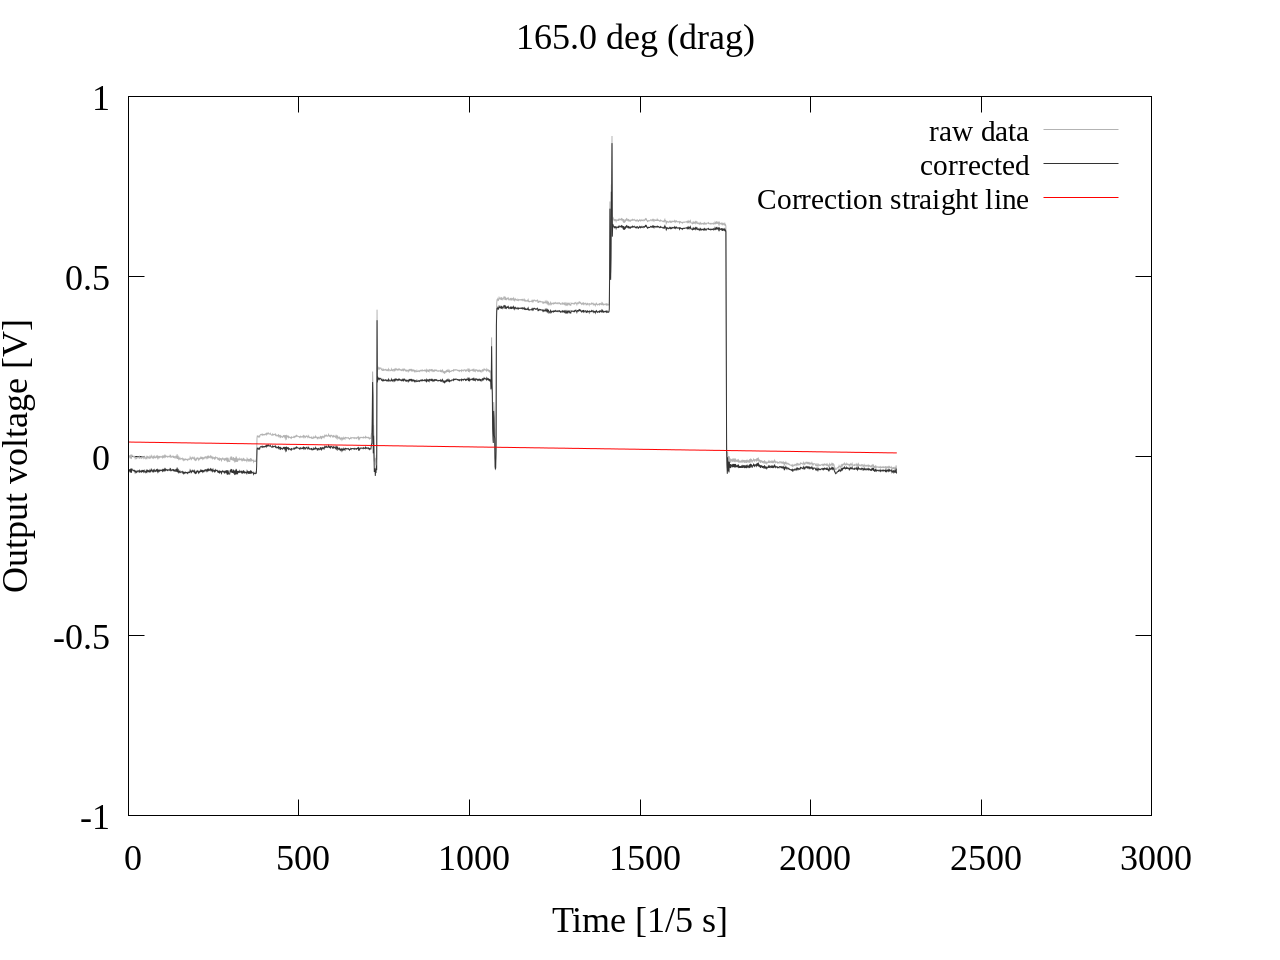 165.0 deg (drag)
raw data
corrected
Correction straight line
1
0.5
0
-0.5
-1
Output voltage [V]
0 500 1000 1500 2000 2500 3000
Time [1/5 s]